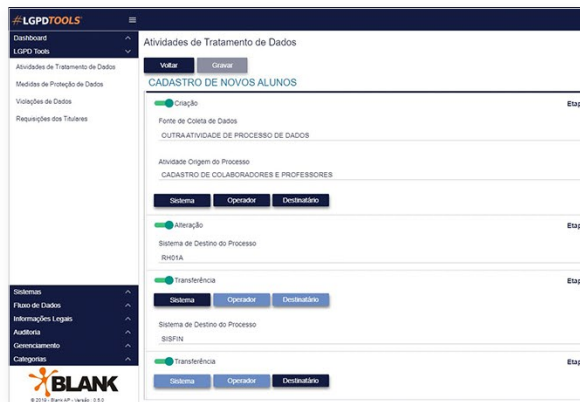 #LGPDTOOLS
Dashboard
LGPD Tools
Atividades de Tratamento de Dados
Medidas de Proteção de Dados
Violações de Dados
Requisições dos Titulares
Sistemas
Fluxo de Dados
Informações Legais
Auditoria
Gerenciamento
Categorias
BLANK
Atividades de Tratamento de Dados
Voltar Gravar
CADASTRO DE NOVOS ALUNOS
Criação Etap
Fonte de Coleta de Dados
OUTRA ATIVIDADE DE PROCESSO DE DADOS
Atividade Origem do Processo
CADASTRO DE COLABORADORES E PROFESSORES
Sistema Operador Destinatário
Alteração Etap
Sistema de Destino do Processo
RH01A
Transferência Etap
Sistema Operador Destinatário
Sistema de Destino do Processo
SISFIN
Transferência Etap
Sistema Operador Destinatário